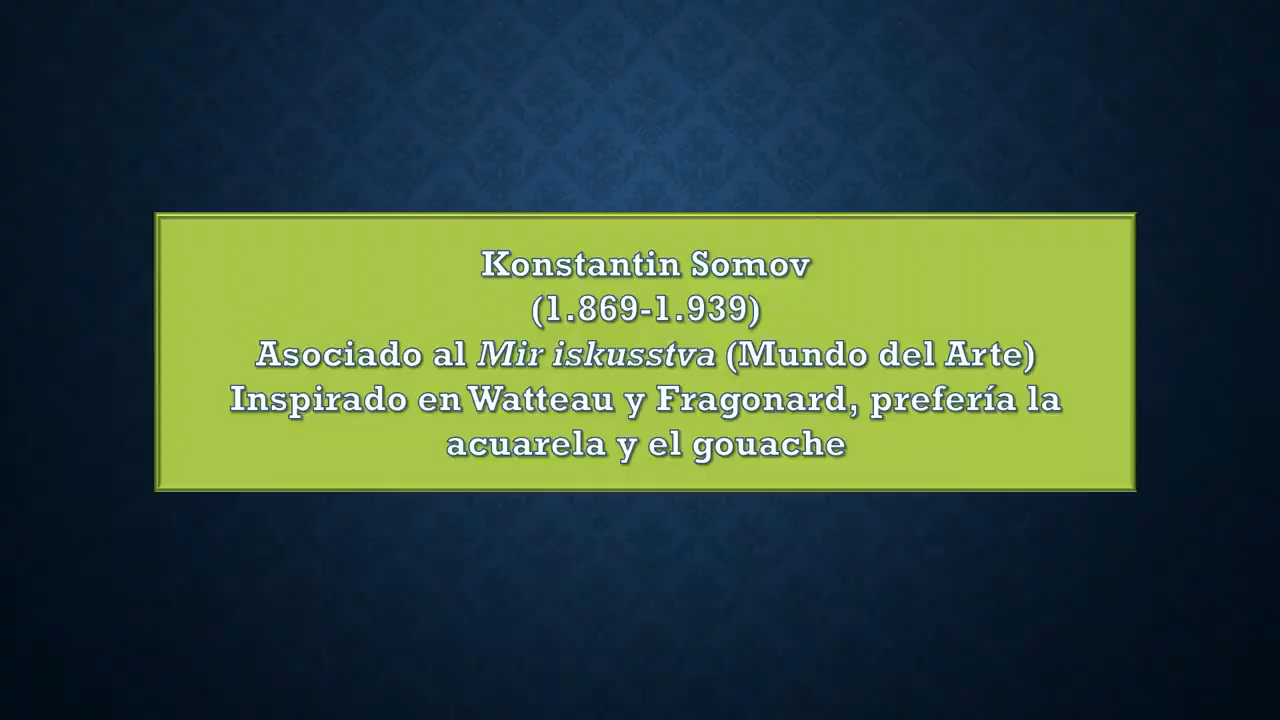 Konstantin Somov
(1.869-1.939)
Asociado al Mir iskusstva (Mundo del Arte)
Inspirado en Watteau y Fragonard, prefería la
acuarela y el gouache